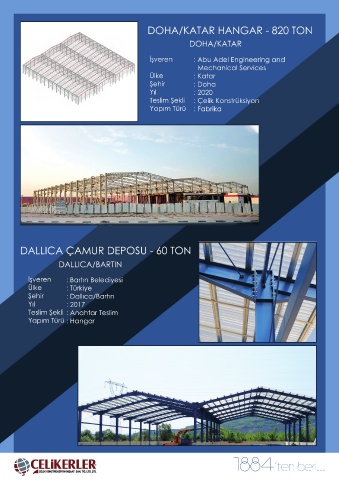 DOHA/KATAR HANGAR - 820 TON
DOHA/KATAR
İşveren : Abu Adel Engineering and
Mechanical Services
Ülke : Katar
Şehir : Doha
Yıl : 2020
Teslim Şekli : Çelik Konstrüksiyon
Yapım Türü : Fabrika
DALLICA ÇAMUR DEPOSU - 60 TON
DALLICA/BARTIN
İşveren : Bartın Belediyesi
Ülke : Türkiye
Şehir : Dallıca/Bartın
Yıl : 2017
Teslim Şekli : Anahtar Teslim
Yapım Türü : Hangar
ÇELİKERLER
1884'ten beri...